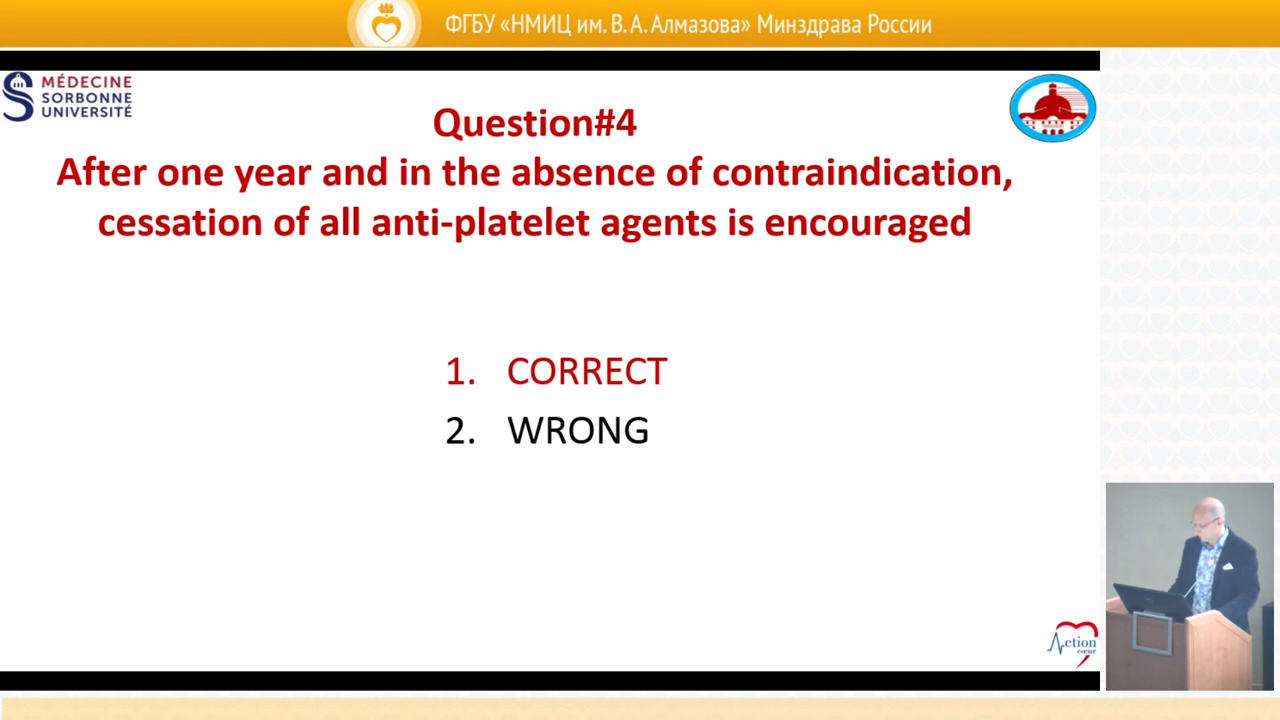 ФГБУ «НМИЦ им. В. А. Алмазова» Минздрава России
MÉDECINE
SORBONNE
UNIVERSITÉ
Question#4
After one year and in the absence of contraindication,
cessation of all anti-platelet agents is encouraged
1. CORRECT
2. WRONG
Action
cœur